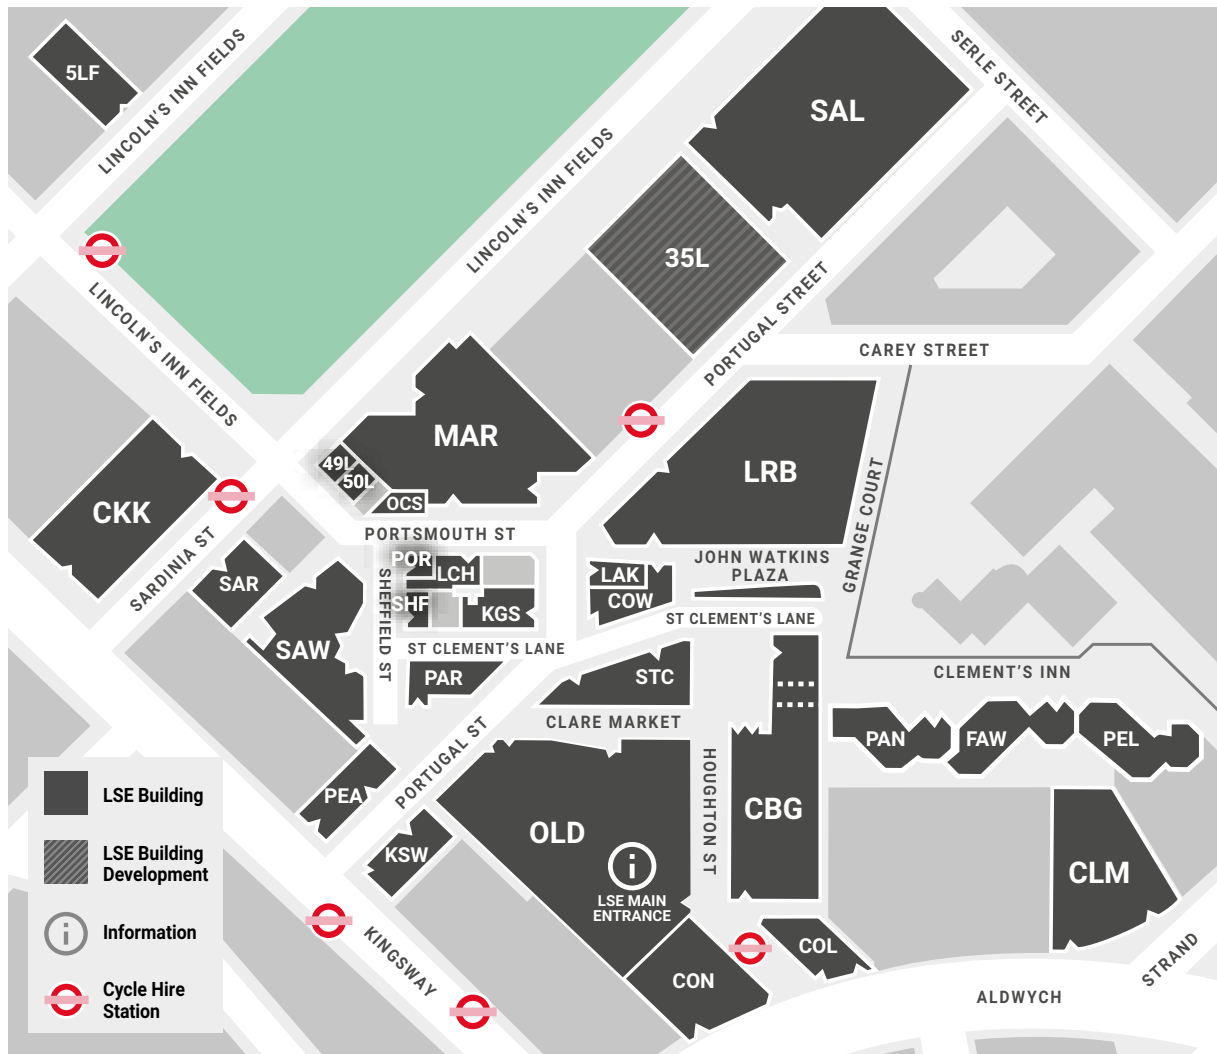 5LF
LINCOLN'S INN FIELDS
SERLE STREET
SAL
LINCOLN'S INN FIELDS
35L
LINCOLN'S INN FIELDS
PORTUGAL STREET
CAREY STREET
MAR
49L
50L
OCS
LRB
CKK
GRANGE COURT
SARDINIA ST
PORTSMOUTH ST
POR
LCH
JOHN WATKINS
PLAZA
LAK
COW
SAR
SHEFFIELD ST
SHF
KGS
ST CLEMENT'S LANE
SAW
ST CLEMENT'S LANE
PAR
STC
CLEMENT'S INN
CLARE MARKET
PAN
FAW
PEL
PORTUGAL ST
HOUGHTON ST
PEA
KSW
OLD
CBG
CLM
LSE MAIN
ENTRANCE
COL
CON
KINGSWAY
ALDWYCH
STRAND
LSE Building
LSE Building
Development
Information
Cycle Hire
Station